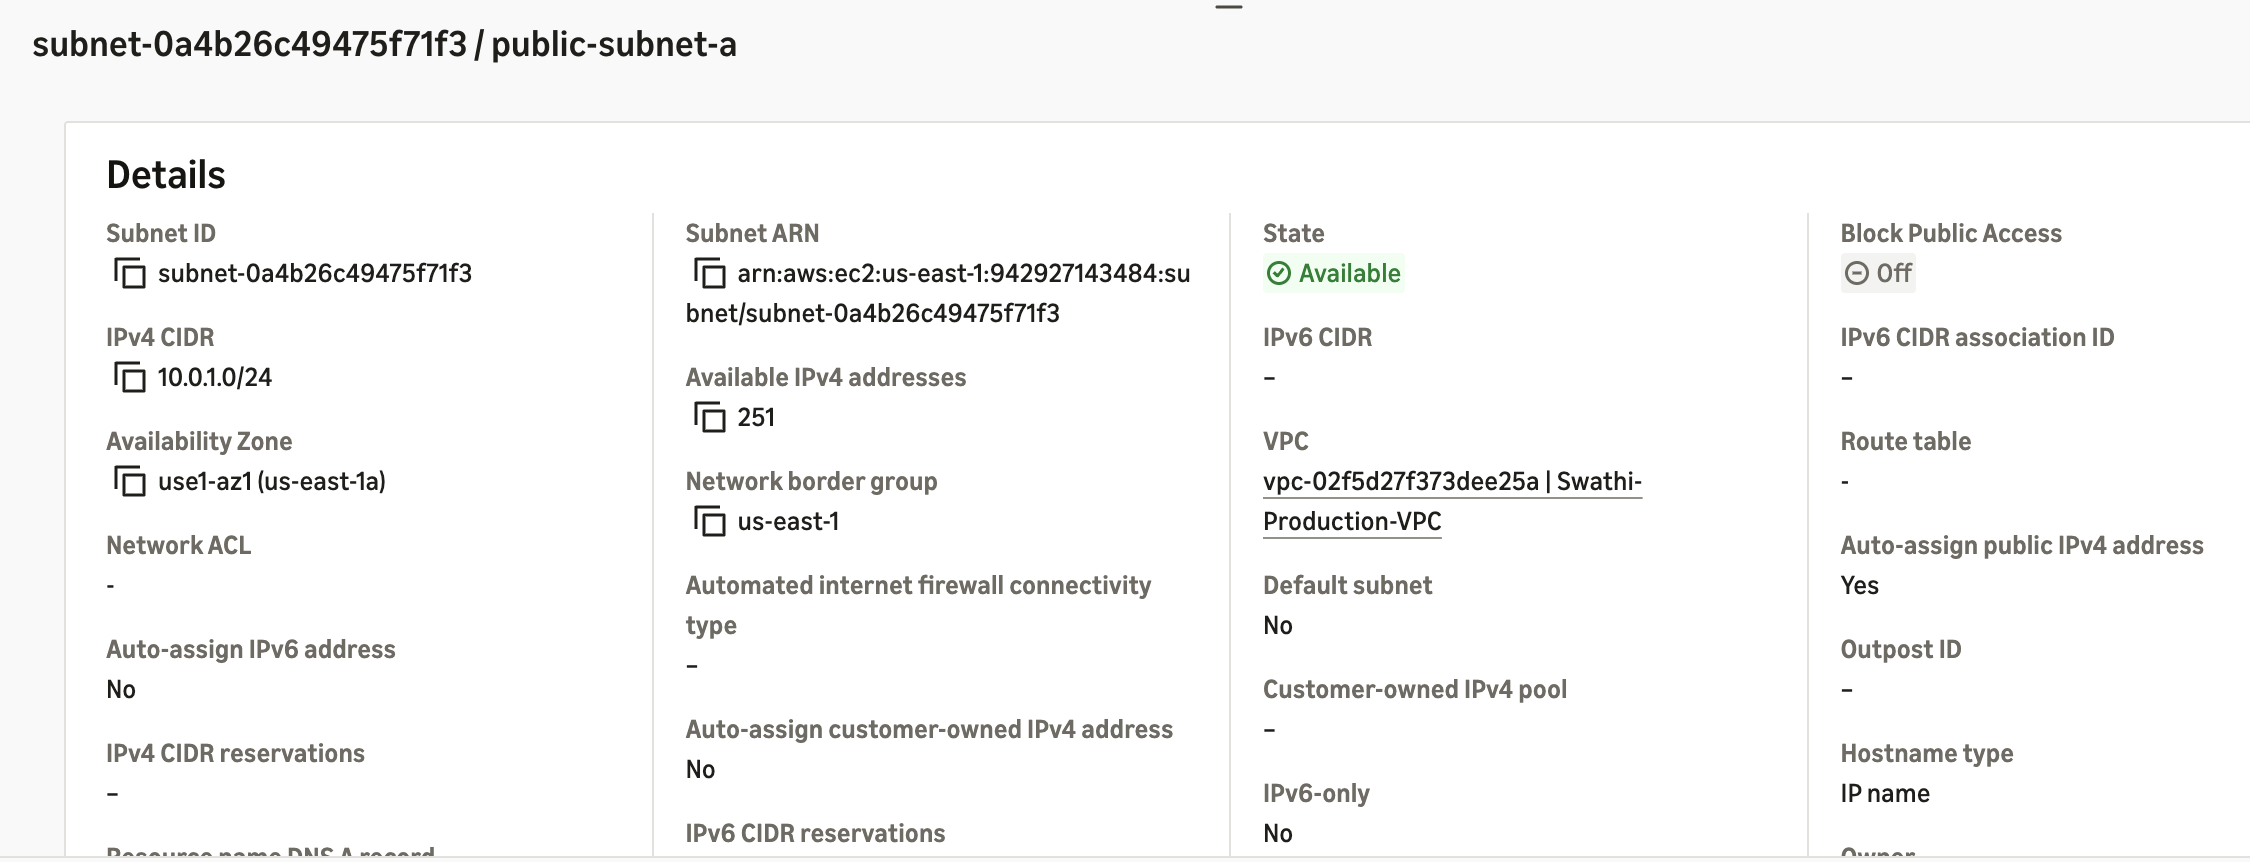 subnet-0a4b26c49475f71f3 / public-subnet-a
Details
Subnet ID
subnet-0a4b26c49475f71f3
IPv4 CIDR
10.0.1.0/24
Availability Zone
use1-az1 (us-east-1a)
Network ACL
-
Auto-assign IPv6 address
No
IPv4 CIDR reservations
–
Resource name DNS A record
Subnet ARN
arn:aws:ec2:us-east-1:942927143484:su
bnet/subnet-0a4b26c49475f71f3
Available IPv4 addresses
251
Network border group
us-east-1
Automated internet firewall connectivity
type
–
Auto-assign customer-owned IPv4 address
No
IPv6 CIDR reservations
State
Available
IPv6 CIDR
–
VPC
vpc-02f5d27f373dee25a | Swathi-
Production-VPC
Default subnet
No
Customer-owned IPv4 pool
–
IPv6-only
No
Block Public Access
Off
IPv6 CIDR association ID
–
Route table
-
Auto-assign public IPv4 address
Yes
Outpost ID
–
Hostname type
IP name
Owner